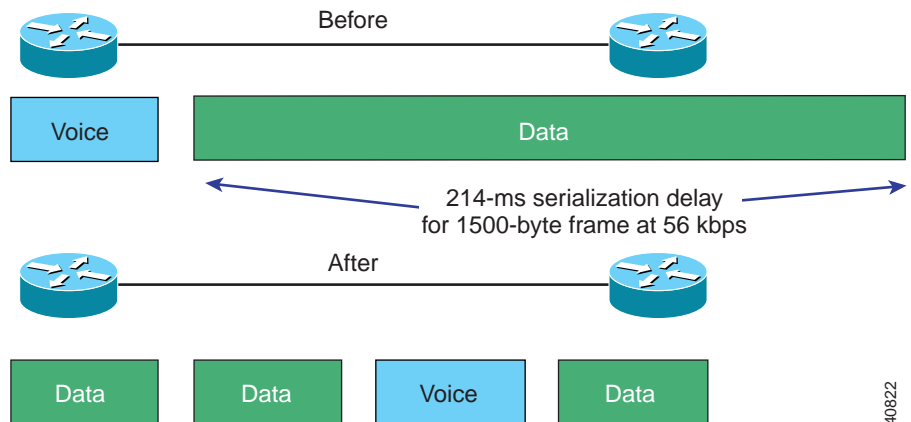 Before
Voice
Data
214-ms serialization delay
for 1500-byte frame at 56 kbps
After
Data
Data
Voice
Data
40822